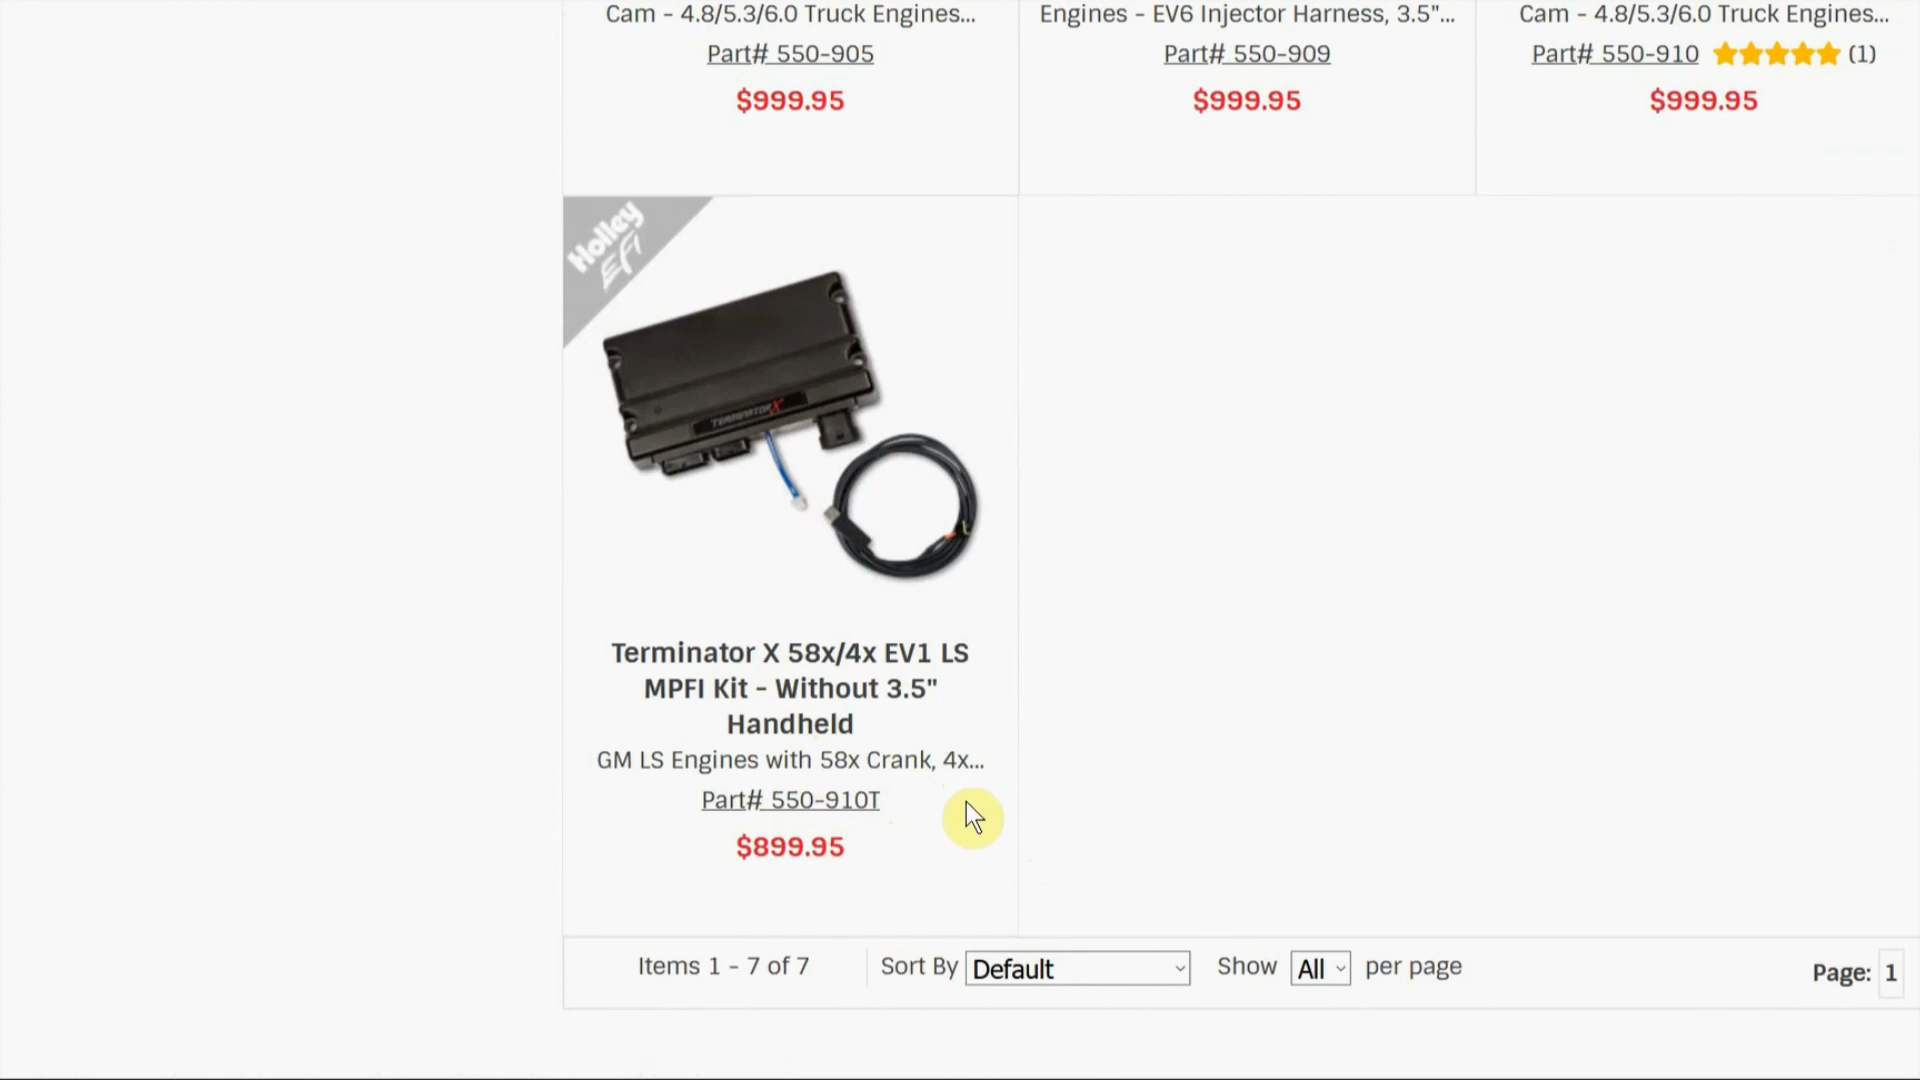 Cam - 4.8/5.3/6.0 Truck Engines...
Part# 550-905
$999.95
Engines - EV6 Injector Harness, 3.5"...
Part# 550-909
$999.95
Cam - 4.8/5.3/6.0 Truck Engines...
Part# 550-910 (1)
$999.95
Holley
EFI
TERMINATOR X
Terminator X 58x/4x EV1 LS
MPFI Kit - Without 3.5"
Handheld
GM LS Engines with 58x Crank, 4x...
Part# 550-910T
$899.95
Items 1 - 7 of 7 Sort By Default Show All per page Page: 1